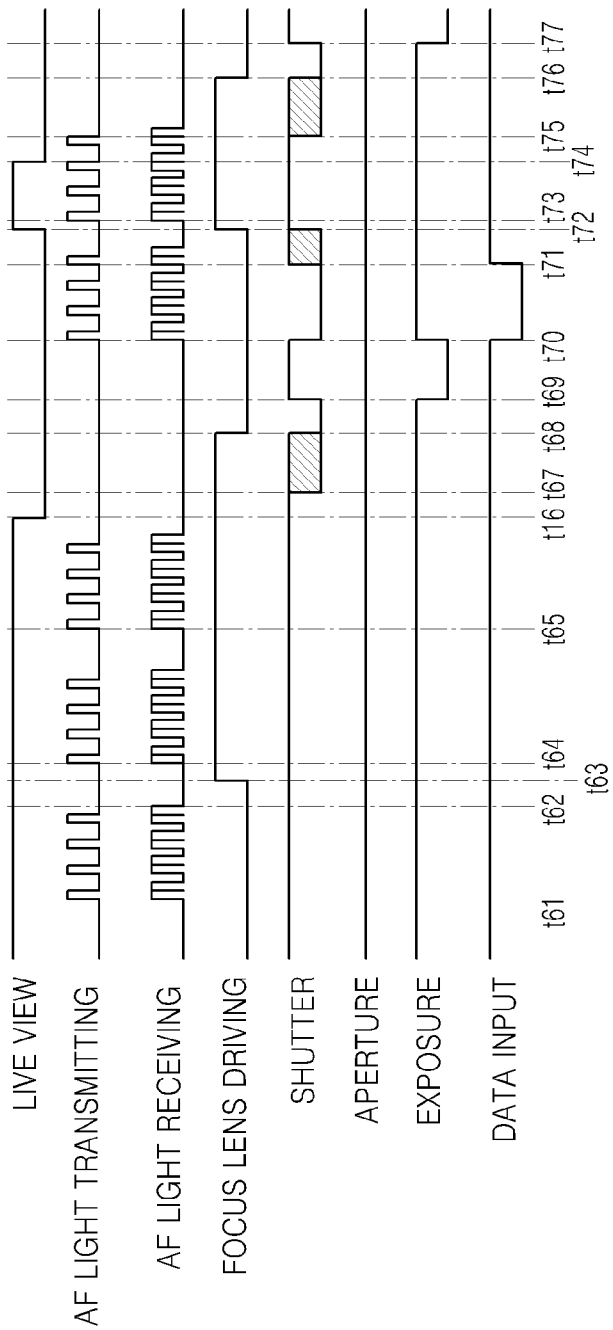 LIVE VIEW
AF LIGHT TRANSMITTING
AF LIGHT RECEIVING
FOCUS LENS DRIVING
SHUTTER
APERTURE
EXPOSURE
DATA INPUT
t61 t62 t64 t65 t16 t67 t68 t69 t70 t71 t73 t75 t76 t77
t63 t72 t74